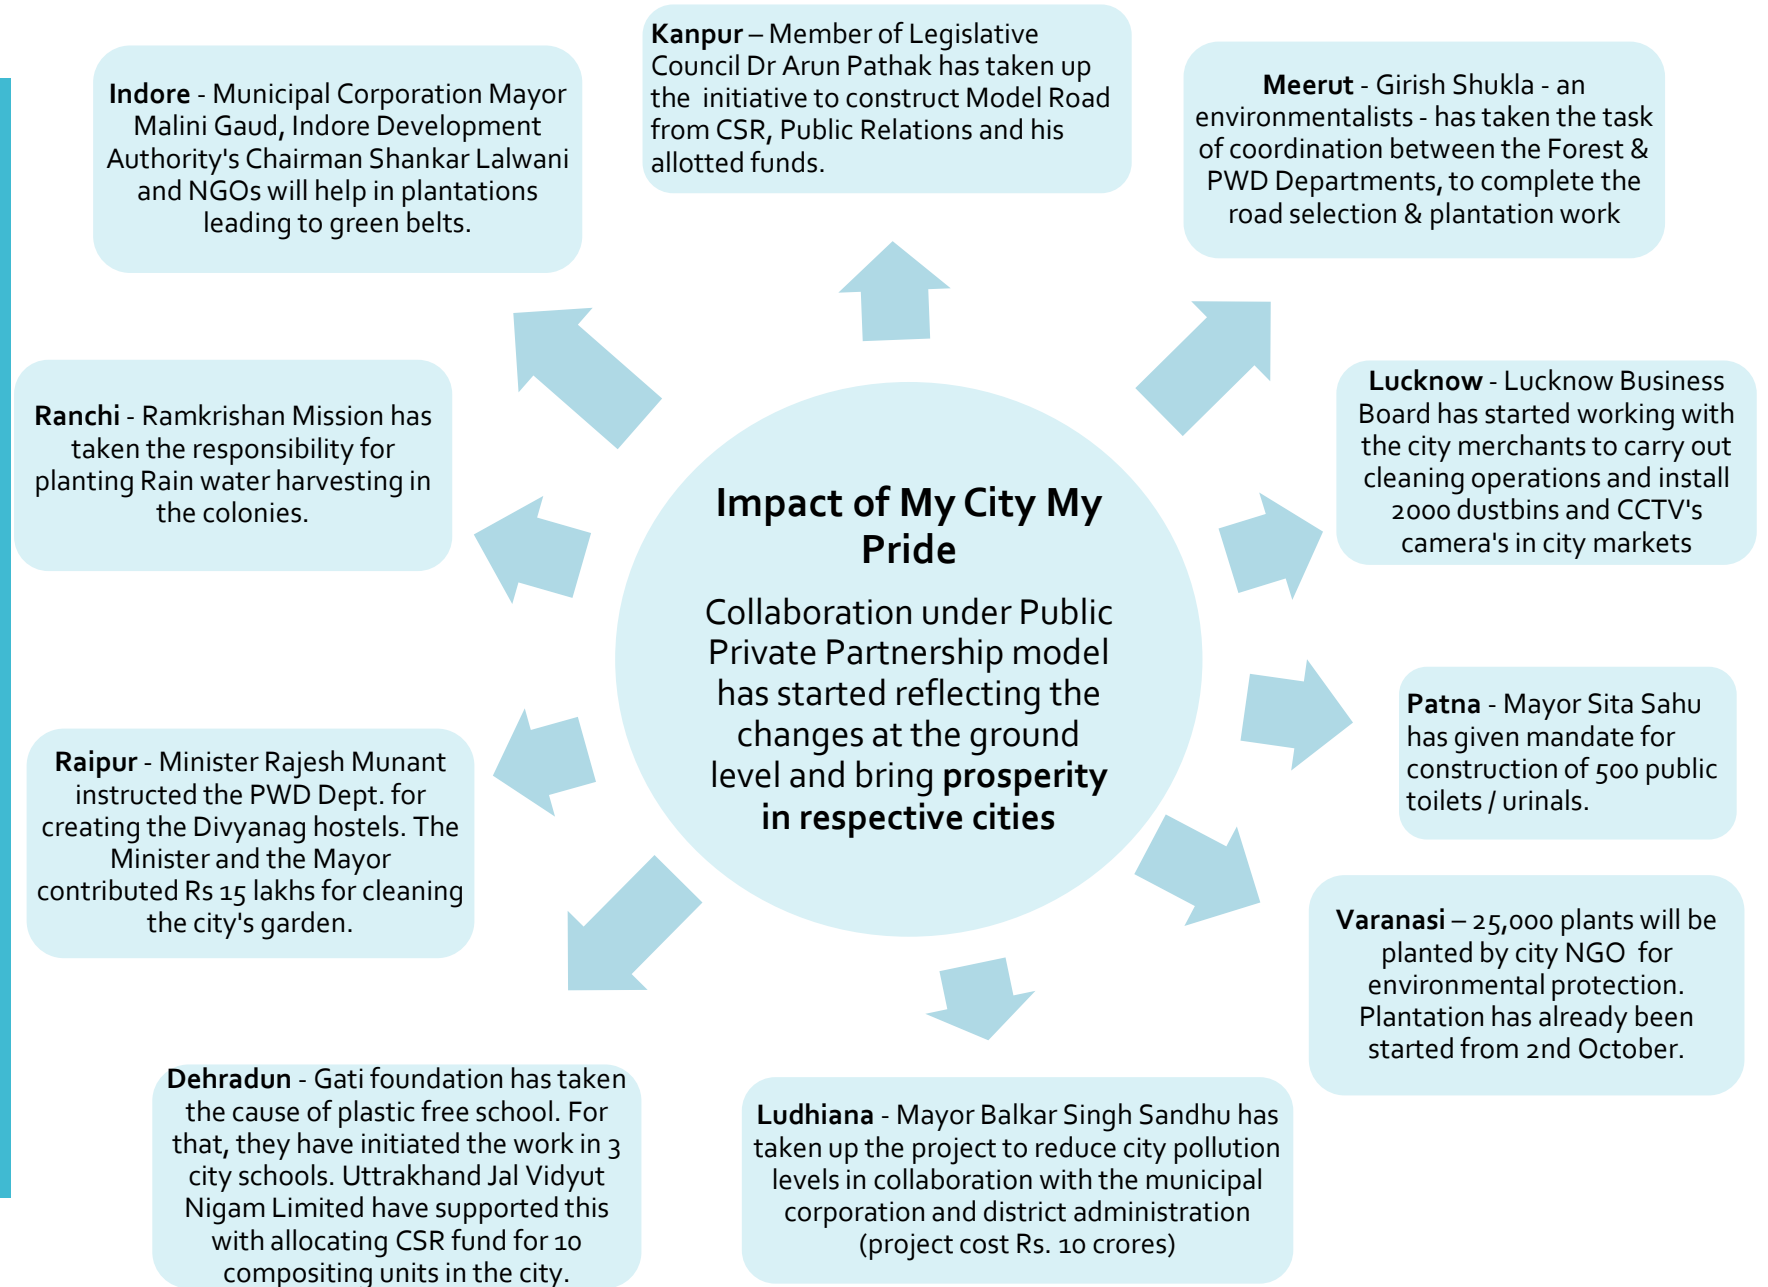 Kanpur – Member of Legislative
Council Dr Arun Pathak has taken up
the initiative to construct Model Road
from CSR, Public Relations and his
allotted funds.
Indore - Municipal Corporation Mayor
Malini Gaud, Indore Development
Authority's Chairman Shankar Lalwani
and NGOs will help in plantations
leading to green belts.
Meerut - Girish Shukla - an
environmentalists - has taken the task
of coordination between the Forest &
PWD Departments, to complete the
road selection & plantation work
Ranchi - Ramkrishan Mission has
taken the responsibility for
planting Rain water harvesting in
the colonies.
Lucknow - Lucknow Business
Board has started working with
the city merchants to carry out
cleaning operations and install
2000 dustbins and CCTV's
camera's in city markets
Impact of My City My
Pride
Collaboration under Public
Private Partnership model
has started reflecting the
changes at the ground
level and bring prosperity
in respective cities
Patna - Mayor Sita Sahu
has given mandate for
construction of 500 public
toilets / urinals.
Raipur - Minister Rajesh Munant
instructed the PWD Dept. for
creating the Divyanag hostels. The
Minister and the Mayor
contributed Rs 15 lakhs for cleaning
the city's garden.
Varanasi – 25,000 plants will be
planted by city NGO for
environmental protection.
Plantation has already been
started from 2nd October.
Dehradun - Gati foundation has taken
the cause of plastic free school. For
that, they have initiated the work in 3
city schools. Uttrakhand Jal Vidyut
Nigam Limited have supported this
with allocating CSR fund for 10
compositing units in the city.
Ludhiana - Mayor Balkar Singh Sandhu has
taken up the project to reduce city pollution
levels in collaboration with the municipal
corporation and district administration
(project cost Rs. 10 crores)